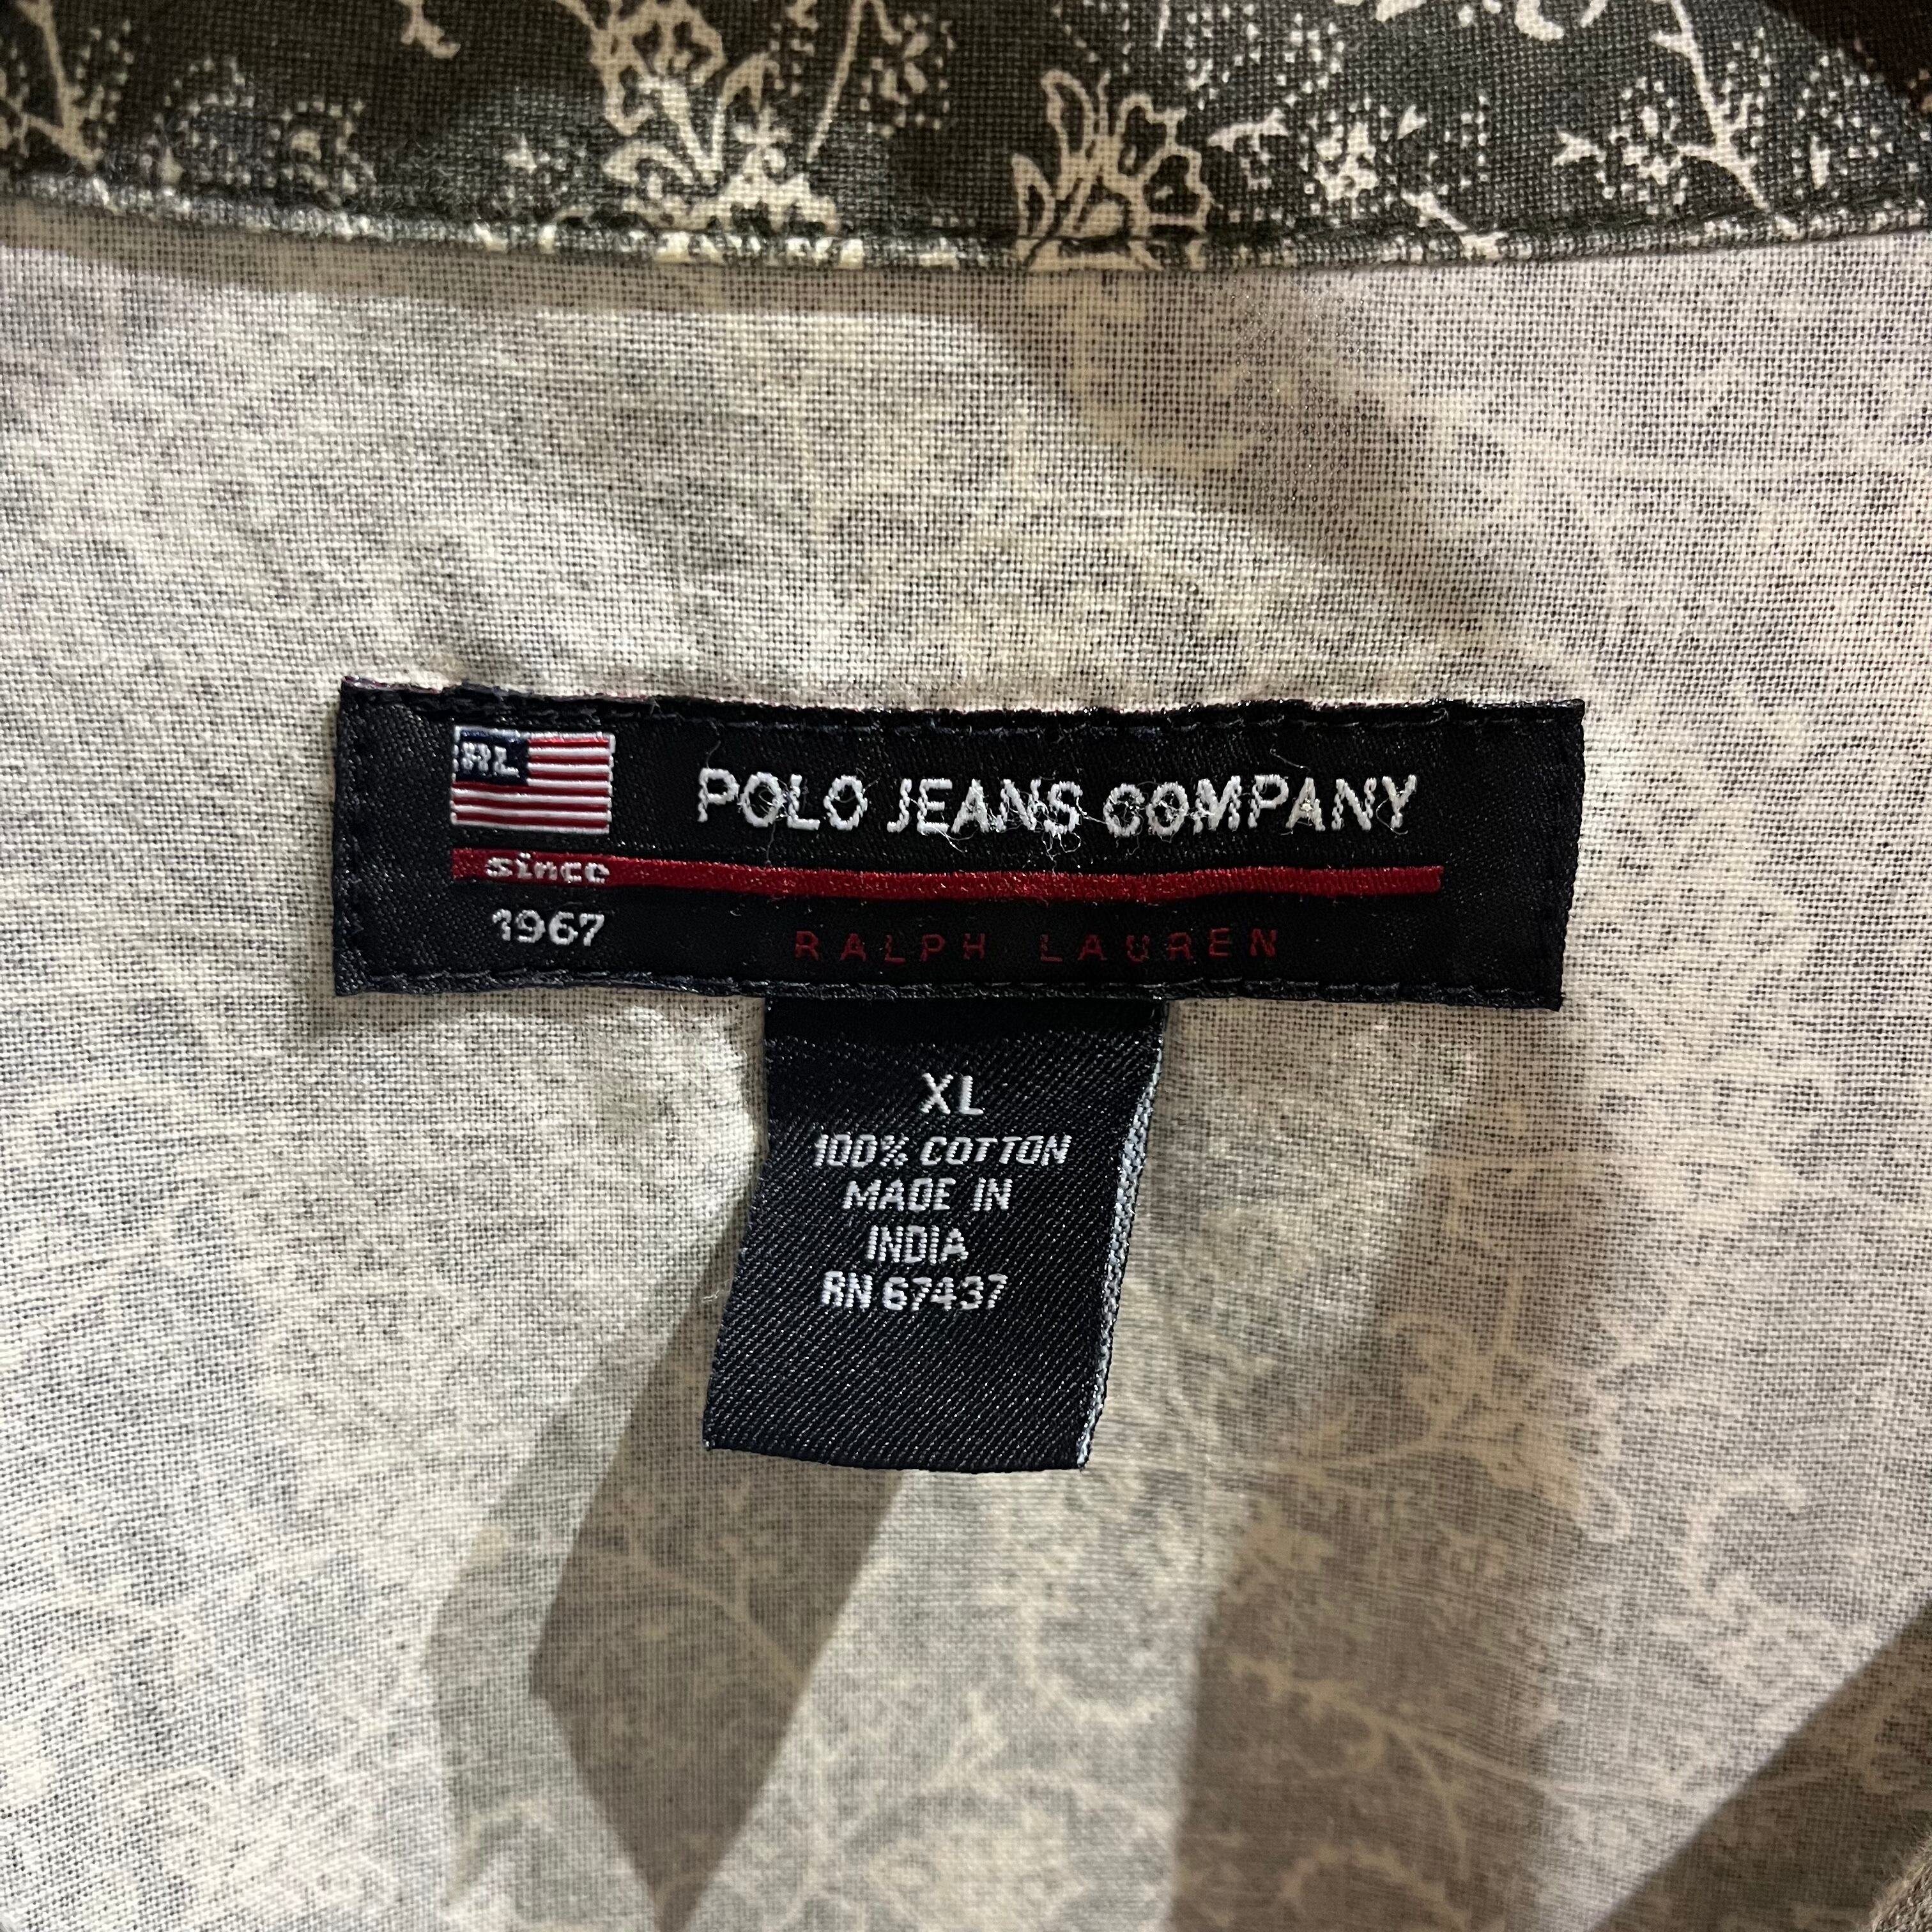 RL
POLO JEANS COMPANY
since
1967
RALPH LAUREN
XL
100% COTTON
MADE IN
INDIA
RN 67437